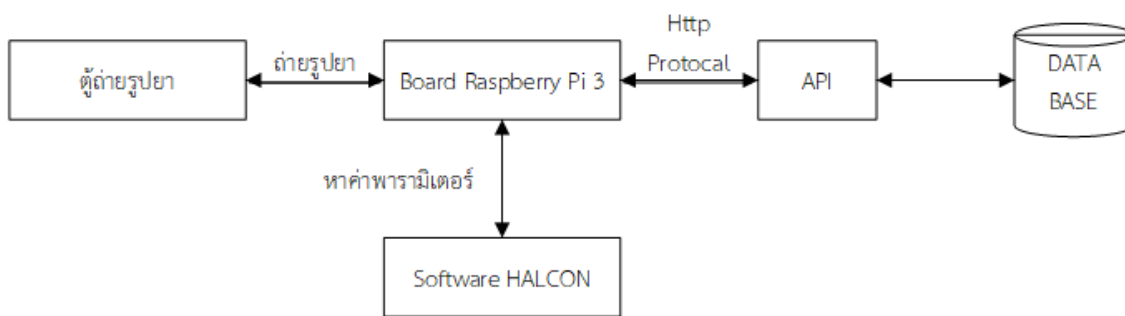 ตู้ถ่ายรูปยา
ถ่ายรูปยา
Board Raspberry Pi 3
Http
Protocal
API
DATA
BASE
หาค่าพารามิเตอร์
Software HALCON